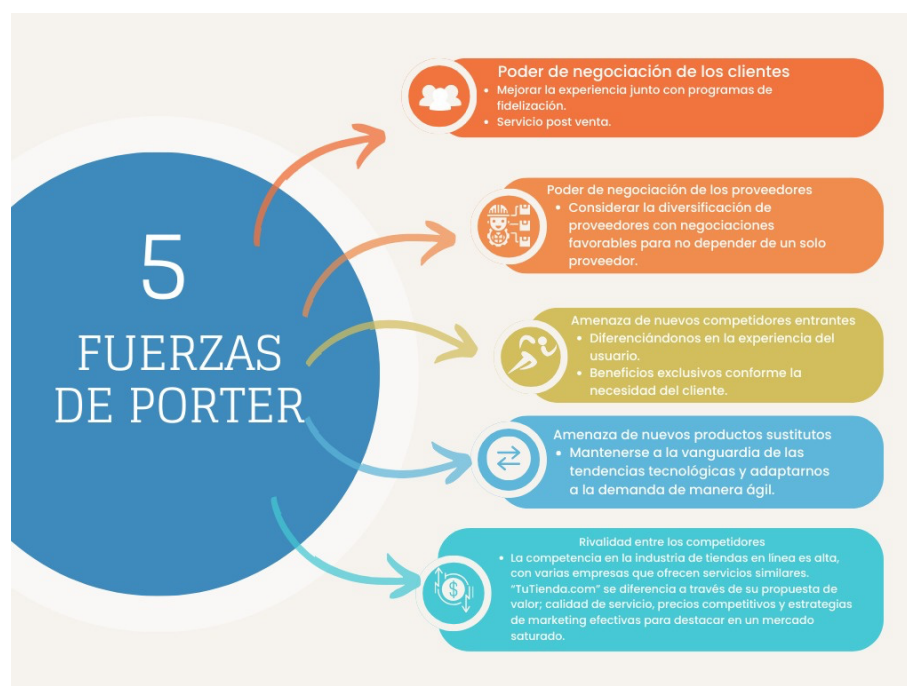 5
FUERZAS
DE PORTER
Poder de negociación de los clientes
• Mejorar la experiencia junto con programas de
fidelización.
• Servicio post venta.
Poder de negociación de los proveedores
• Considerar la diversificación de
proveedores con negociaciones
favorables para no depender de un solo
proveedor.
Amenaza de nuevos competidores entrantes
• Diferenciándonos en la experiencia del
usuario.
• Beneficios exclusivos conforme la
necesidad del cliente.
Amenaza de nuevos productos sustitutos
• Mantenerse a la vanguardia de las
tendencias tecnológicas y adaptarnos
a la demanda de manera ágil.
Rivalidad entre los competidores
• La competencia en la industria de tiendas en línea es alta,
con varias empresas que ofrecen servicios similares.
“TuTienda.com” se diferencia a través de su propuesta de
valor; calidad de servicio, precios competitivos y estrategias
de marketing efectivas para destacar en un mercado
saturado.
$